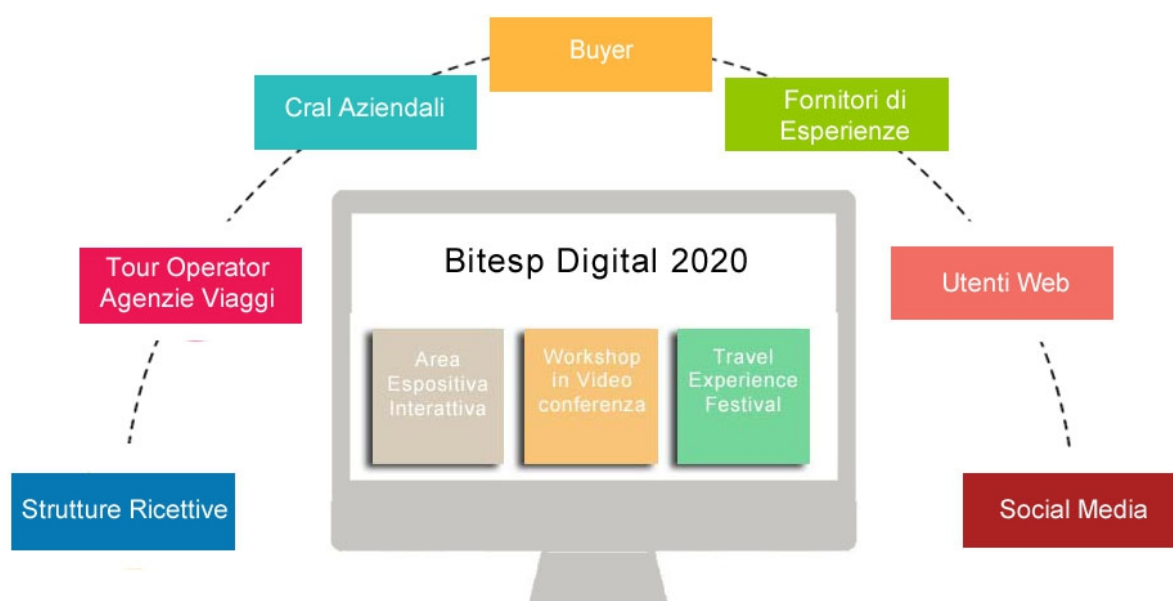 Buyer
Cral Aziendali
Fornitori di
Esperienze
Tour Operator
Agenzie Viaggi
Bitesp Digital 2020
Utenti Web
Area
Espositiva
Interattiva
Workshop
in Video
conferenza
Travel
Experience
Festival
Strutture Ricettive
Social Media